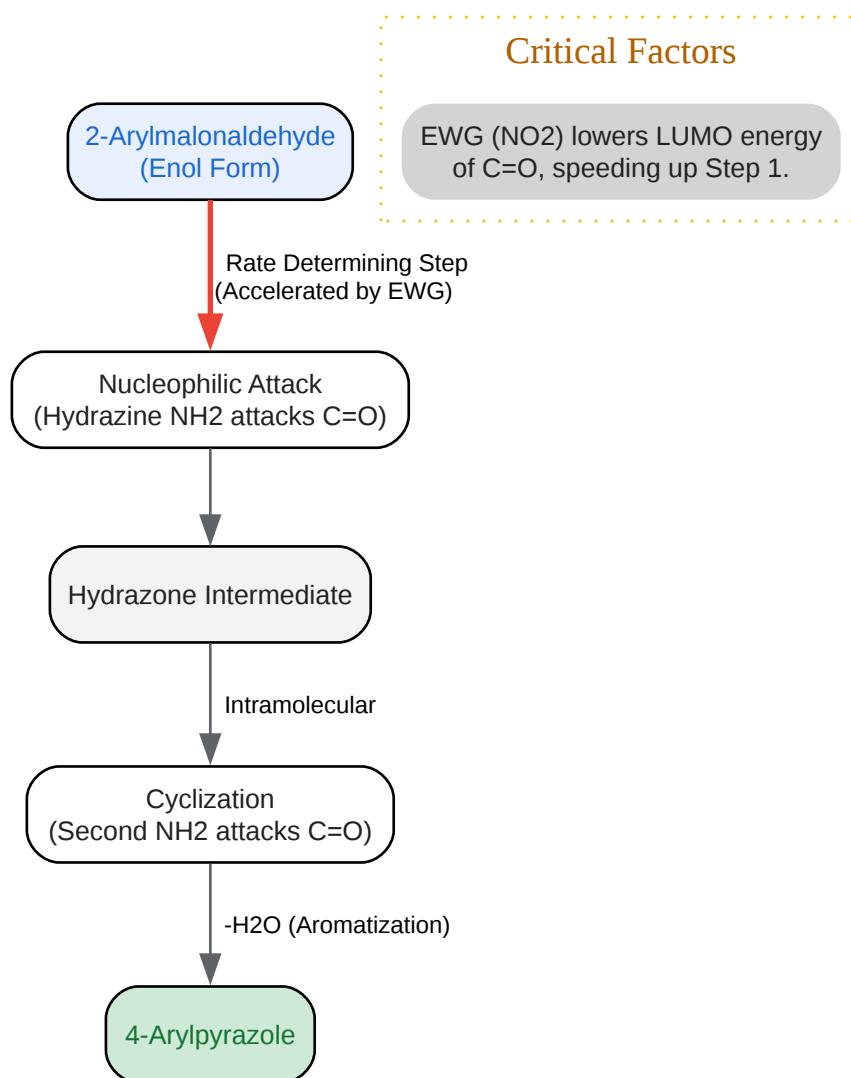 Critical Factors
2-Arylmalonaldehyde
(Enol Form)
EWG (NO2) lowers LUMO energy
of C=O, speeding up Step 1.
Rate Determining Step
(Accelerated by EWG)
Nucleophilic Attack
(Hydrazine NH2 attacks C=O)
Hydrazone Intermediate
Intramolecular
Cyclization
(Second NH2 attacks C=O)
-H2O (Aromatization)
4-Arylpyrazole